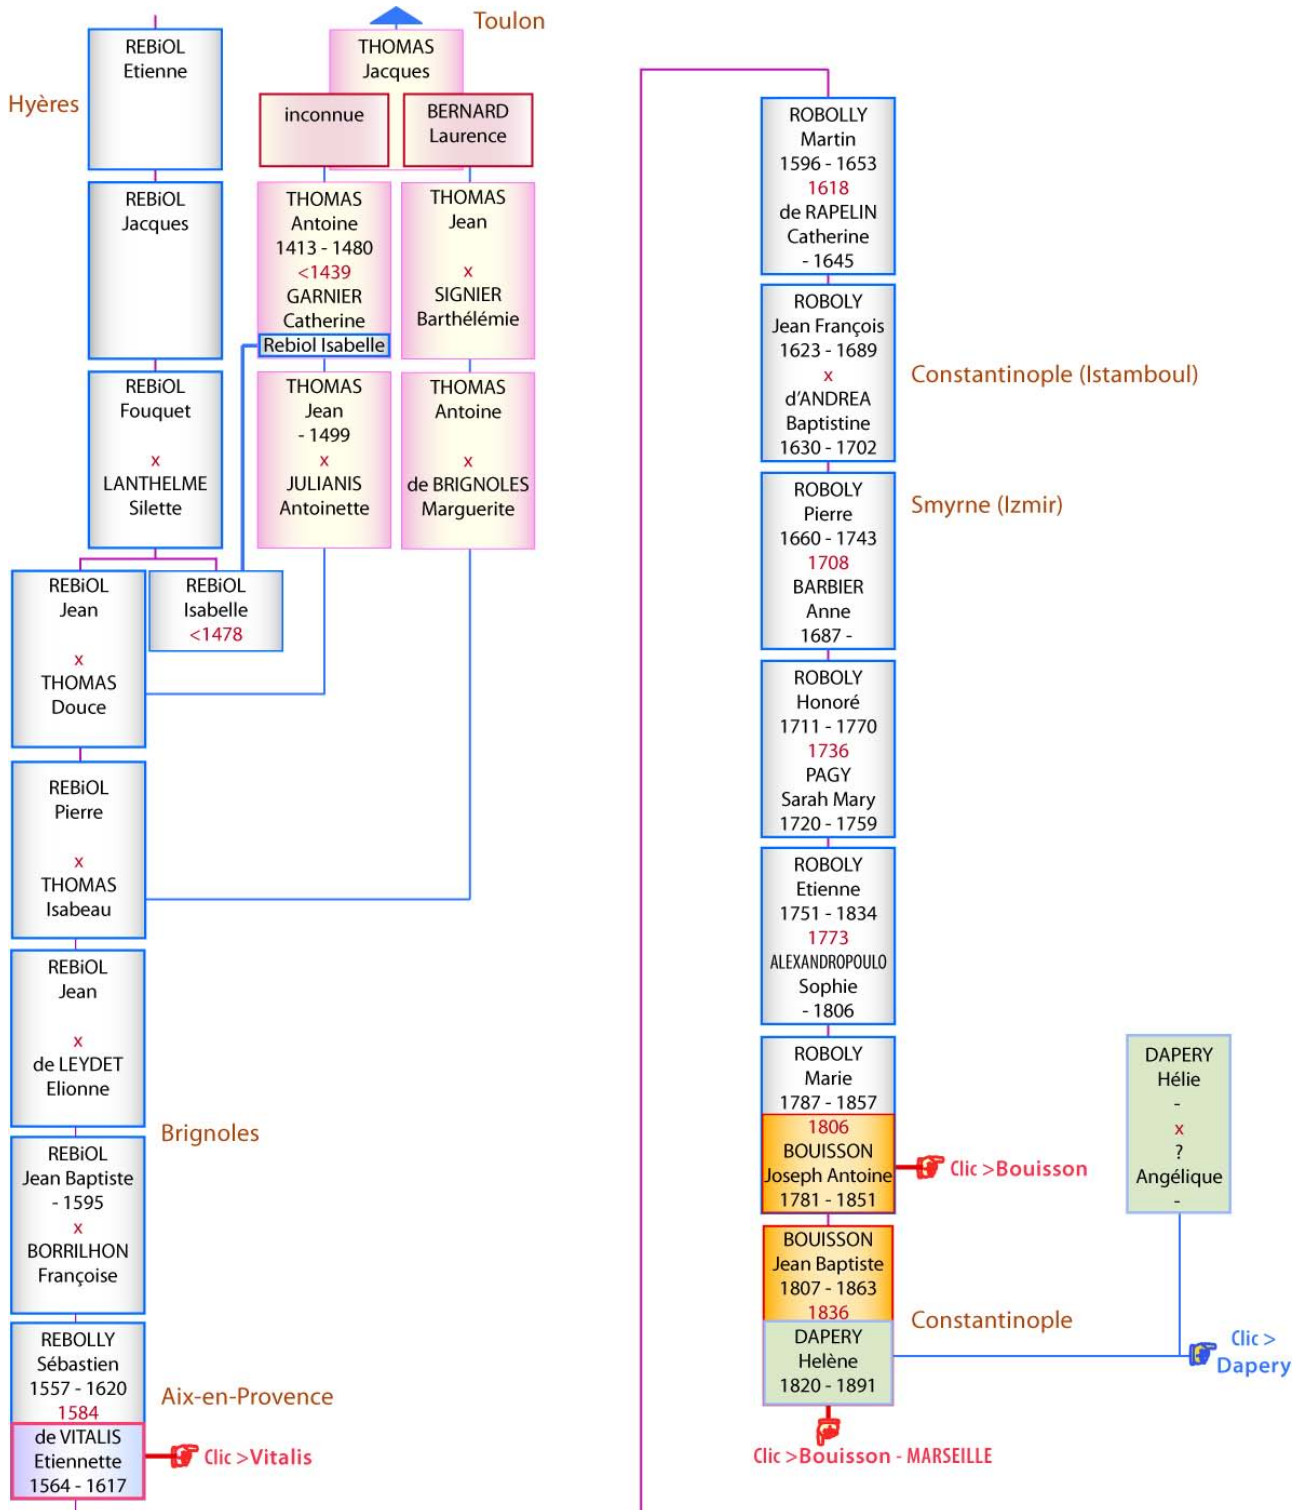 Toulon
REBiOL
Etienne
Hyères
THOMAS
Jacques
inconnue
BERNARD
Laurence
REBiOL
Jacques
THOMAS
Antoine
1413 - 1480
<1439
GARNIER
Catherine
Rebiol Isabelle
THOMAS
Jean
x
SIGNIER
Barthélémie
REBiOL
Fouquet
x
LANTHELME
Silette
THOMAS
Jean
- 1499
x
JULIANIS
Antoinette
THOMAS
Antoine
x
de BRIGNOLES
Marguerite
REBiOL
Jean
x
THOMAS
Douce
REBiOL
Isabelle
<1478
REBiOL
Pierre
x
THOMAS
Isabeau
REBiOL
Jean
x
de LEYDET
Elionne
Brignoles
REBiOL
Jean Baptiste
- 1595
x
BORRILHON
Françoise
REBOLLY
Sébastien
1557 - 1620
1584
Aix-en-Provence
de VITALIS
Etiennette
1564 - 1617
Clic >Vitalis
ROBOLLY
Martin
1596 - 1653
1618
de RAPELIN
Catherine
- 1645
ROBOLY
Jean François
1623 - 1689
x
d'ANDREA
Baptistine
1630 - 1702
Constantinople (Istamboul)
ROBOLY
Pierre
1660 - 1743
1708
BARBIER
Anne
1687 -
Smyrne (Izmir)
ROBOLY
Honoré
1711 - 1770
1736
PAGY
Sarah Mary
1720 - 1759
ROBOLY
Etienne
1751 - 1834
1773
ALEXANDROPOULO
Sophie
- 1806
ROBOLY
Marie
1787 - 1857
1806
BOUISSON
Joseph Antoine
1781 - 1851
Clic >Bouisson
DAPERY
Hélie
-
x
?
Angélique
-
BOUISSON
Jean Baptiste
1807 - 1863
1836
Constantinople
DAPERY
Helène
1820 - 1891
Clic >
Dapery
Clic >Bouisson - MARSEILLE